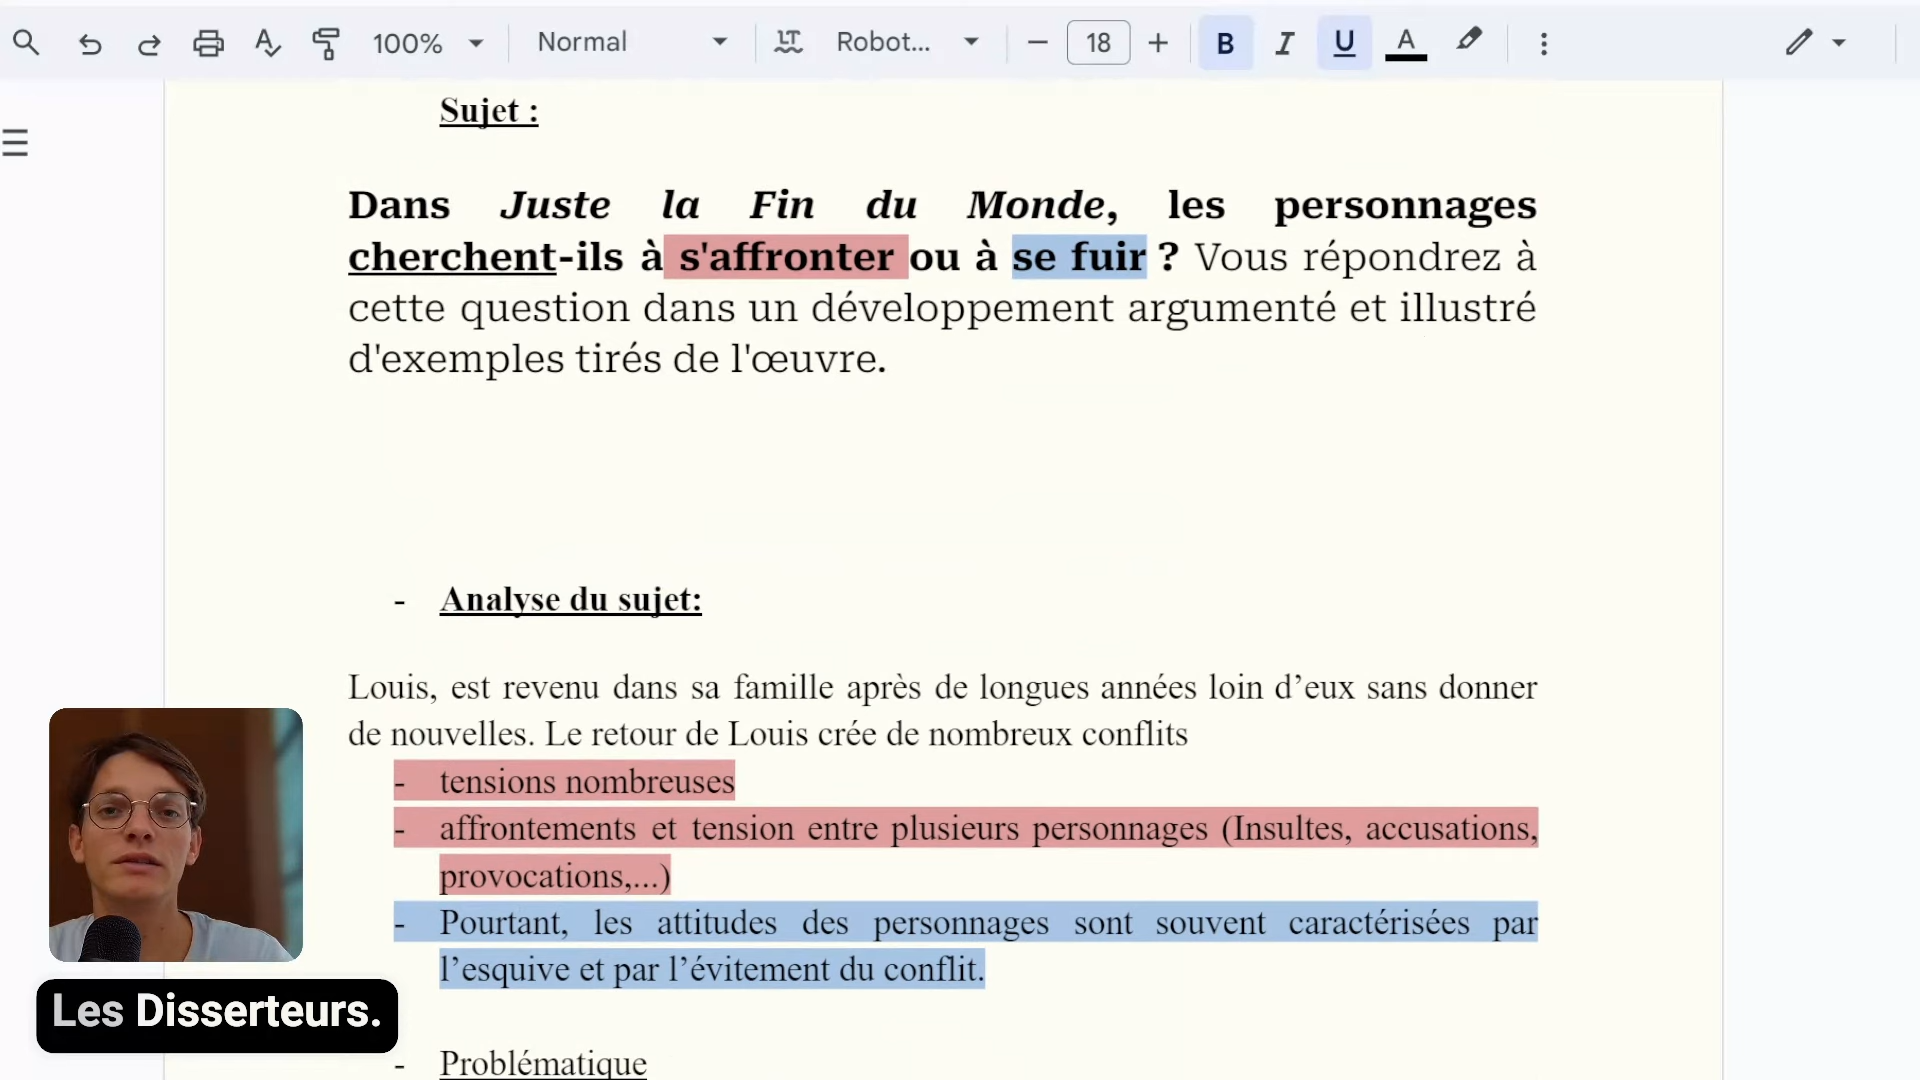 100%
Normal
Robot...
18
B
I
U
A
Sujet :
Dans Juste la Fin du Monde, les personnages
cherchent-ils à s'affronter ou à se fuir ? Vous répondrez à
cette question dans un développement argumenté et illustré
d'exemples tirés de l'œuvre.
- Analyse du sujet:
Louis, est revenu dans sa famille après de longues années loin d’eux sans donner
de nouvelles. Le retour de Louis crée de nombreux conflits
- tensions nombreuses
- affrontements et tension entre plusieurs personnages (Insultes, accusations,
provocations,...)
- Pourtant, les attitudes des personnages sont souvent caractérisées par
l’esquive et par l’évitement du conflit.
- Problématique
Les Disserteurs.